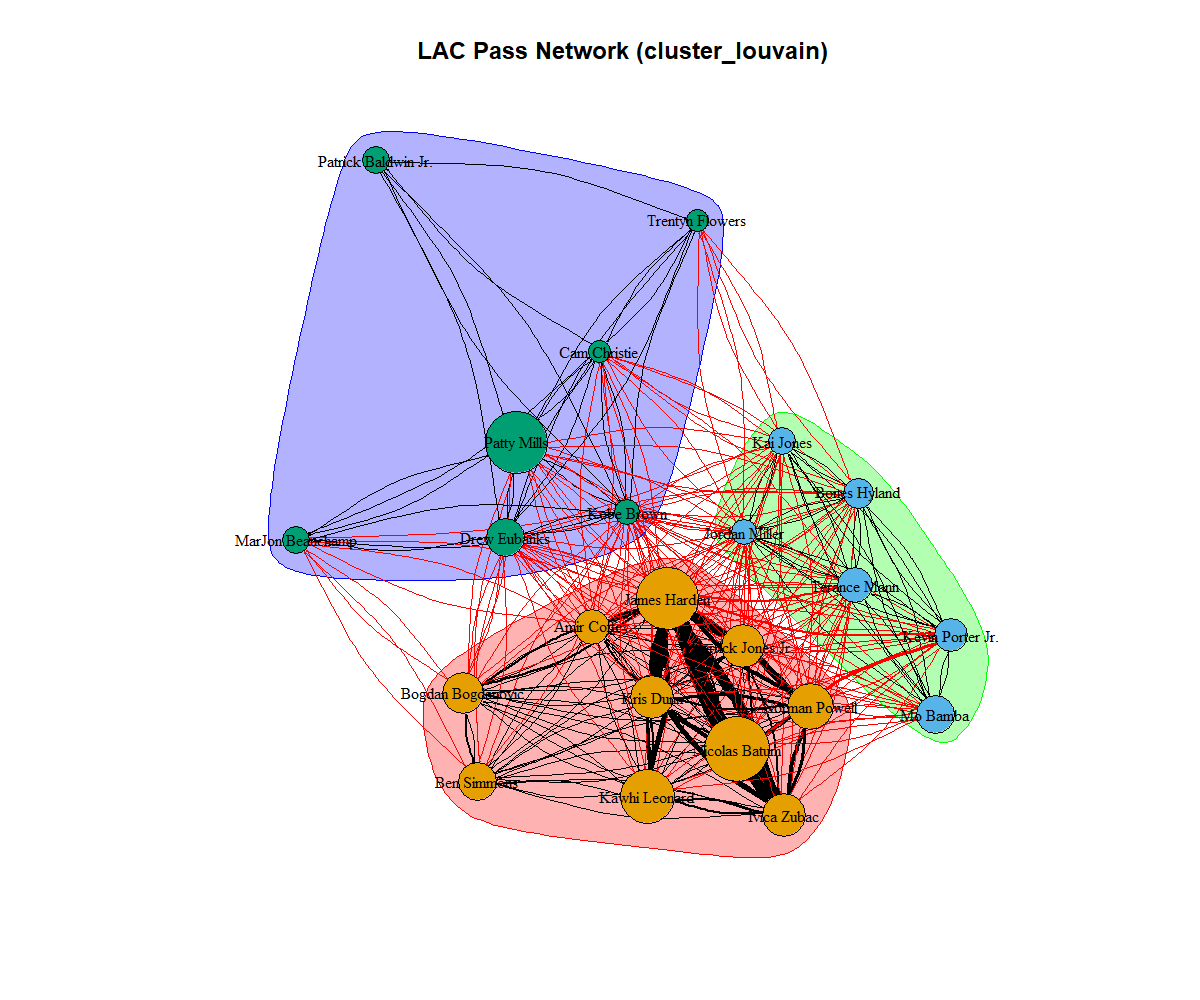 LAC Pass Network (cluster_louvain)
Patrick Baldwin Jr.
Trentyn Flowers
Cam Christie
Patty Mills
Kai Jones
Bones Hyland
Kobe Brown
Jordan Miller
MarJon Beauchamp
Drew Eubanks
Terance Mann
James Harden
Amir Coffey
Kevin Porter Jr.
Derrick Jones Jr.
Bogdan Bogdanovic
Kris Dunn
Norman Powell
Mo Bamba
Nicolas Batum
Ben Simmons
Kawhi Leonard
Ivica Zubac